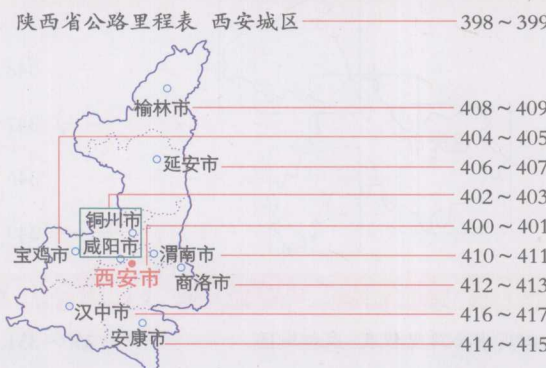 陕西省公路里程表 西安城区 398～399
榆林市 408～409
404～405
延安市 406～407
402～403
铜州市 400～401
咸阳市
宝鸡市 渭南市 410～411
西安市 商洛市 412～413
汉中市 416～417
安康市 414～415